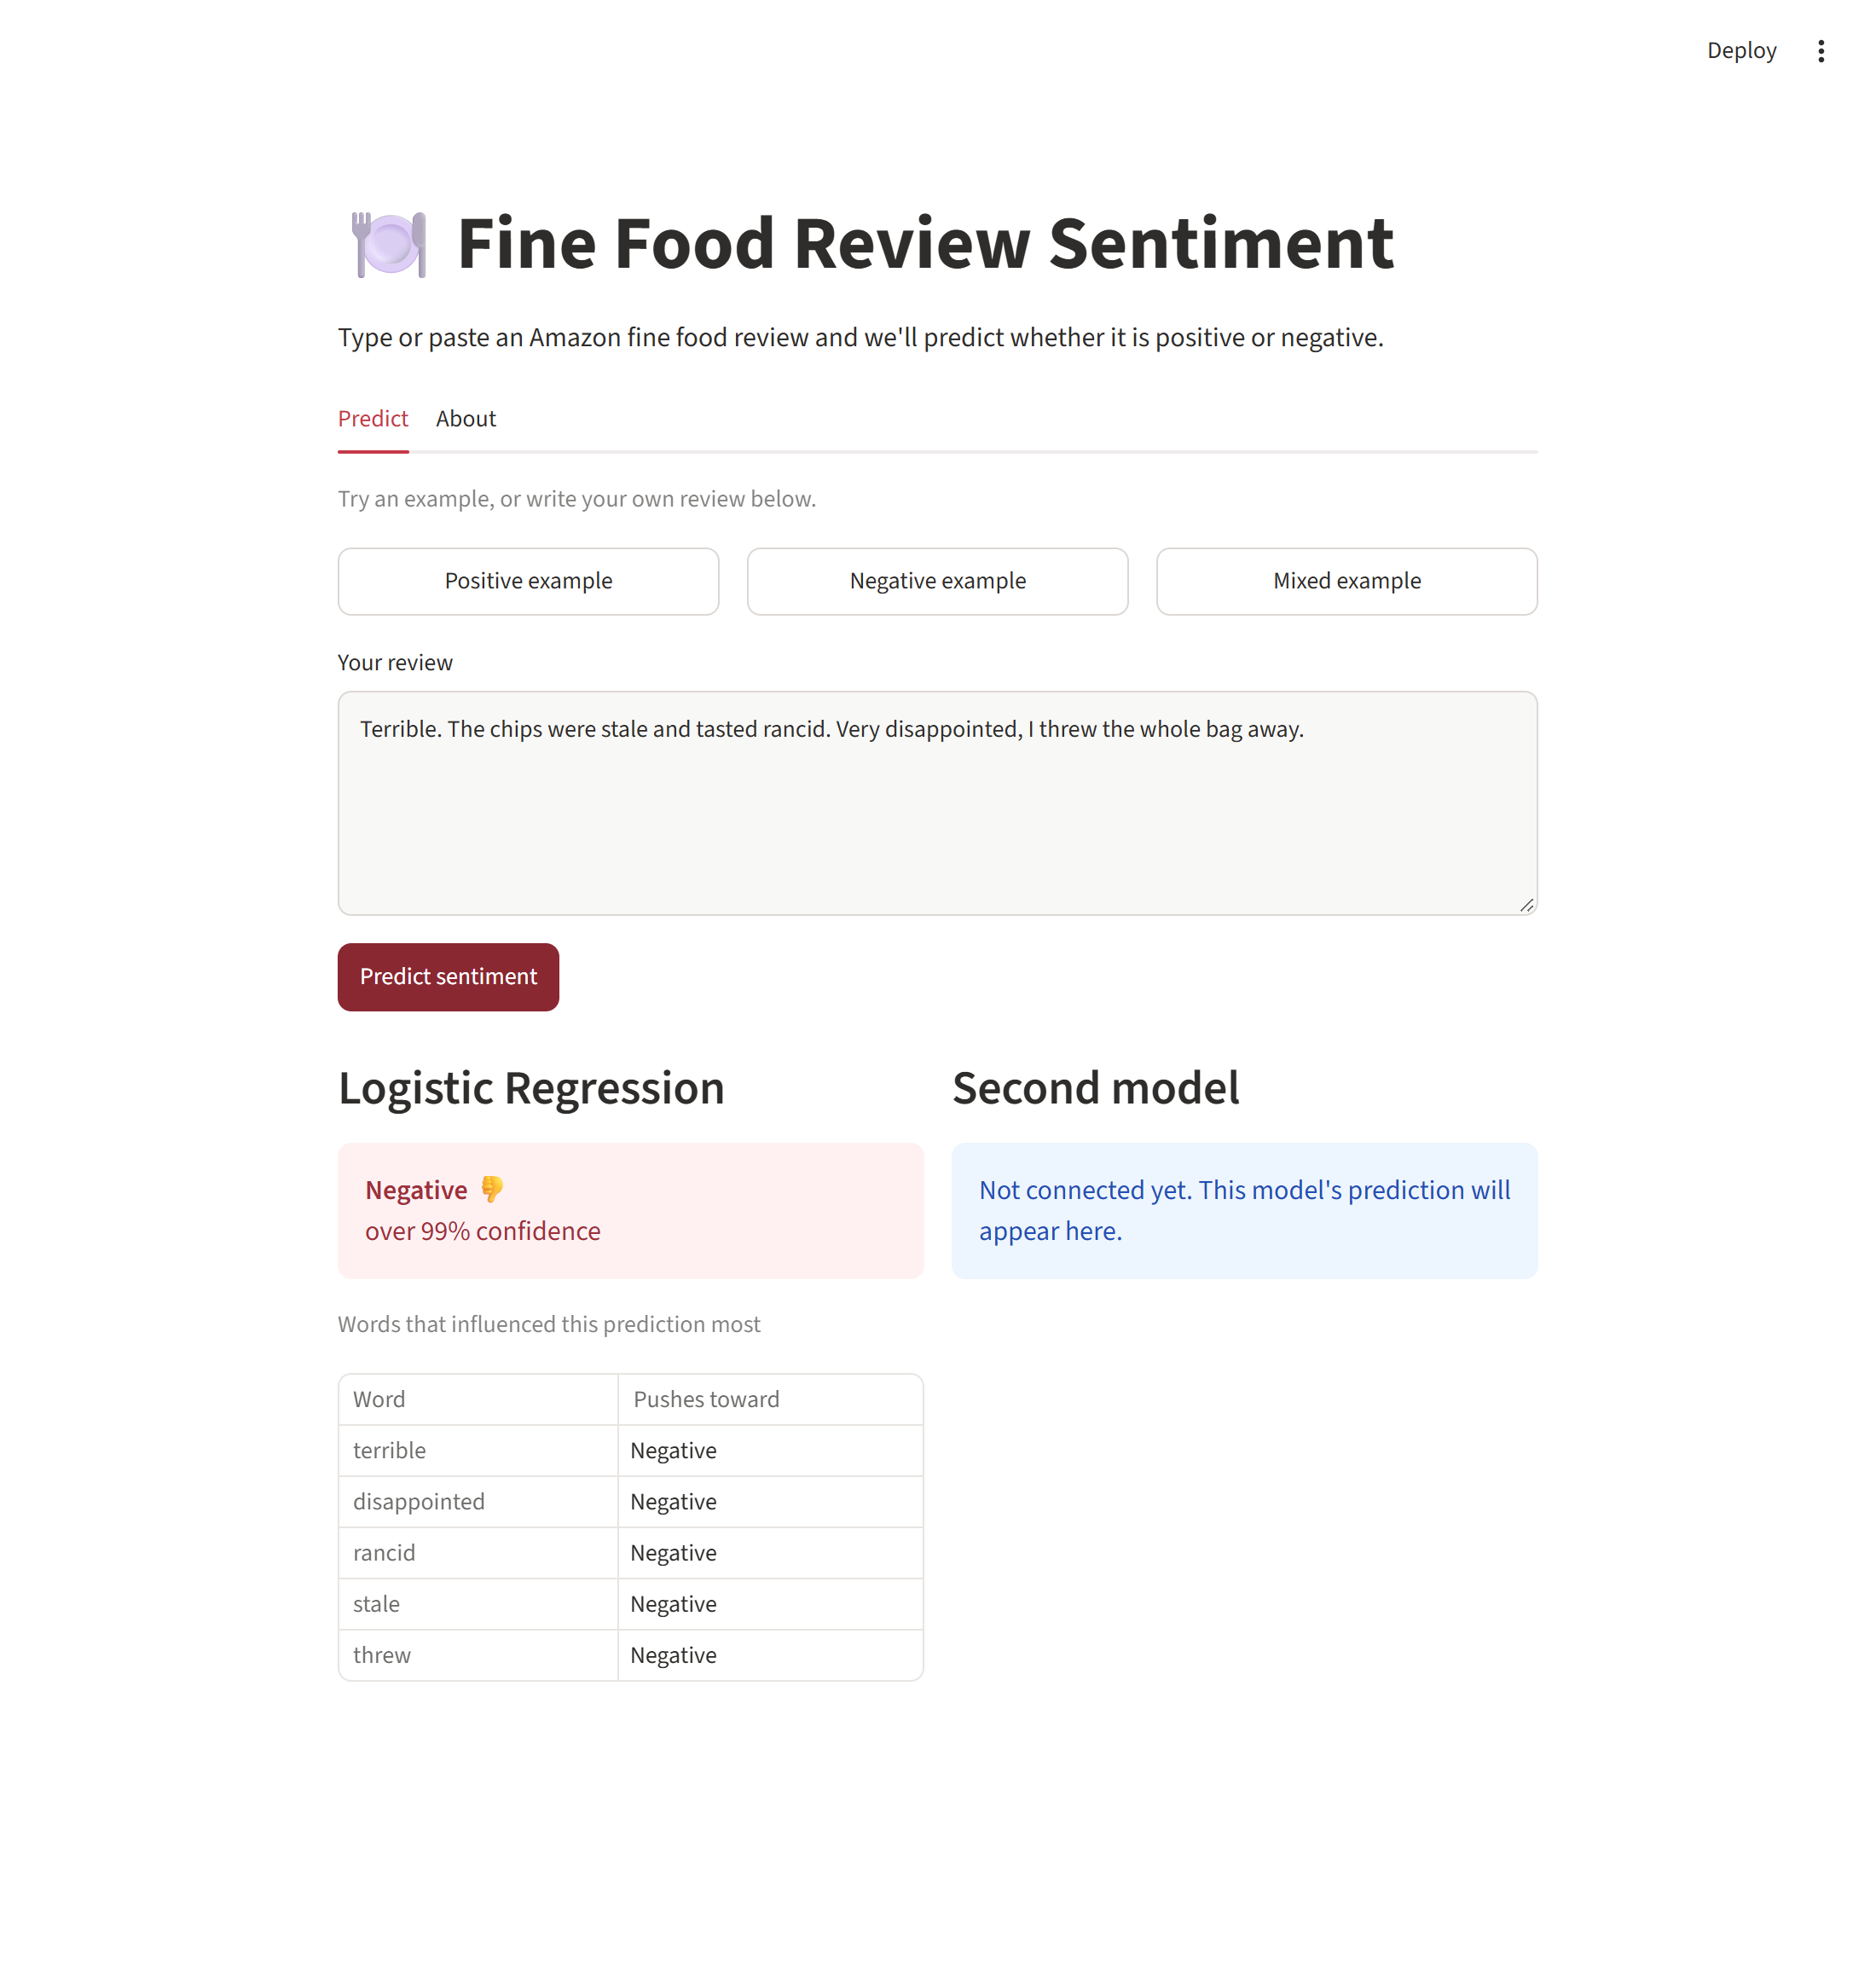 Deploy
Fine Food Review Sentiment
Type or paste an Amazon fine food review and we'll predict whether it is positive or negative.
Predict About
Try an example, or write your own review below.
Positive example Negative example Mixed example
Your review
Terrible. The chips were stale and tasted rancid. Very disappointed, I threw the whole bag away.
Predict sentiment
Logistic Regression
Negative
over 99% confidence
Words that influenced this prediction most
Word Pushes toward
terrible Negative
disappointed Negative
rancid Negative
stale Negative
threw Negative
Second model
Not connected yet. This model's prediction will
appear here.